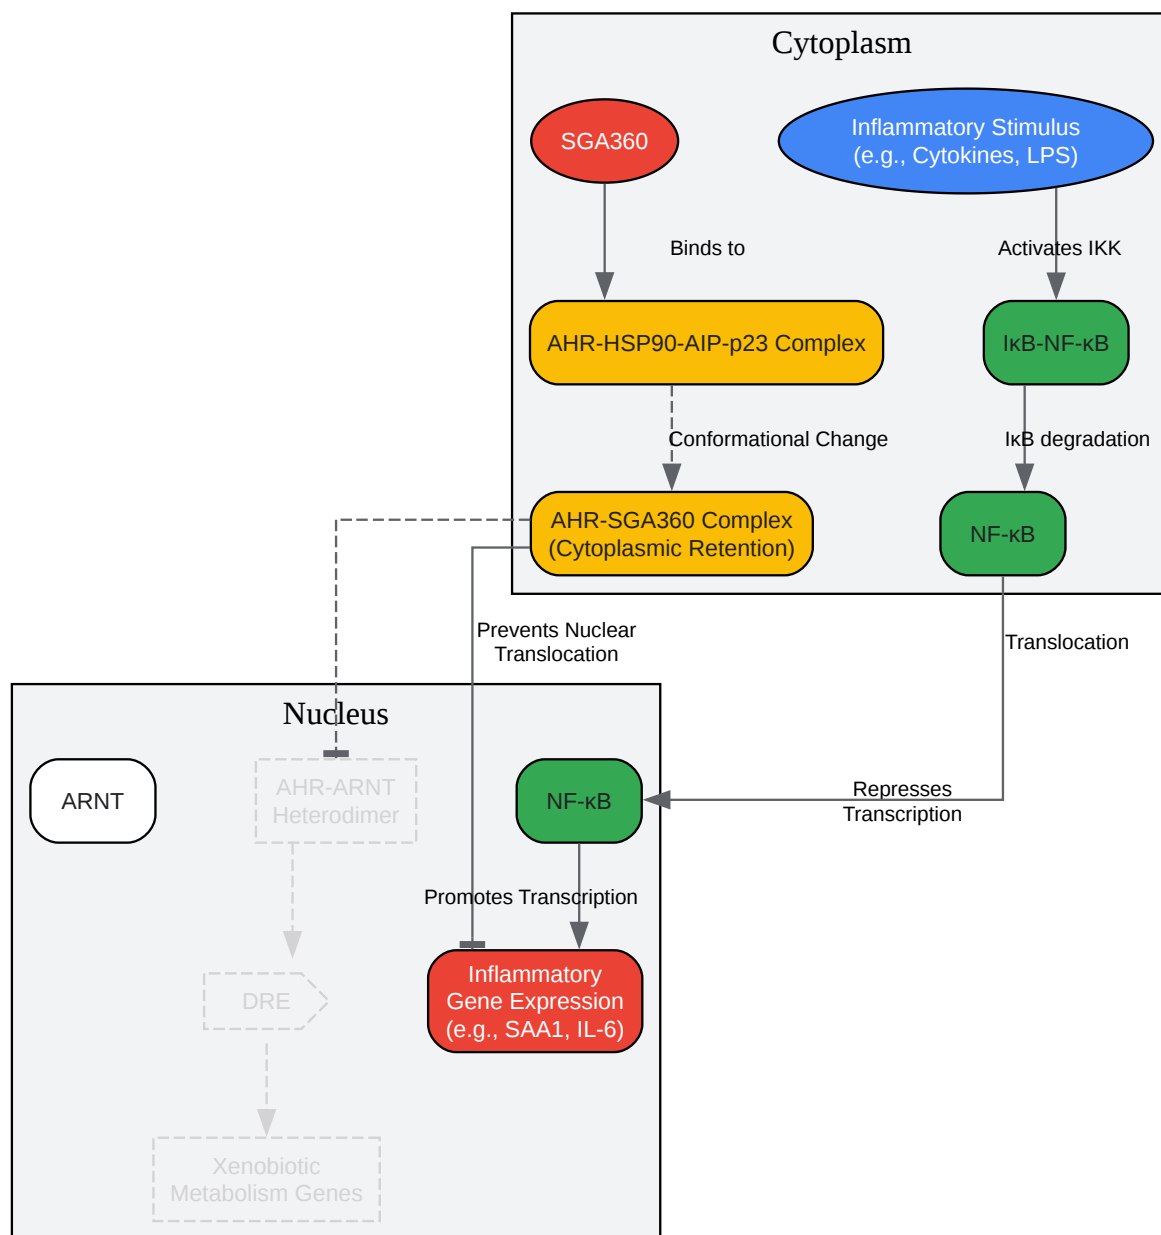 Cytoplasm
SGA360
Inflammatory Stimulus
(e.g., Cytokines, LPS)
Binds to
Activates IKK
AHR-HSP90-AIP-p23 Complex
IκB-NF-κB
Conformational Change
IκB degradation
AHR-SGA360 Complex
(Cytoplasmic Retention)
NF-κB
Prevents Nuclear
Translocation
Translocation
Nucleus
ARNT
AHR-ARNT
Heterodimer
NF-κB
Represses
Transcription
Promotes Transcription
Inflammatory
Gene Expression
(e.g., SAA1, IL-6)
DRE
Xenobiotic
Metabolism Genes